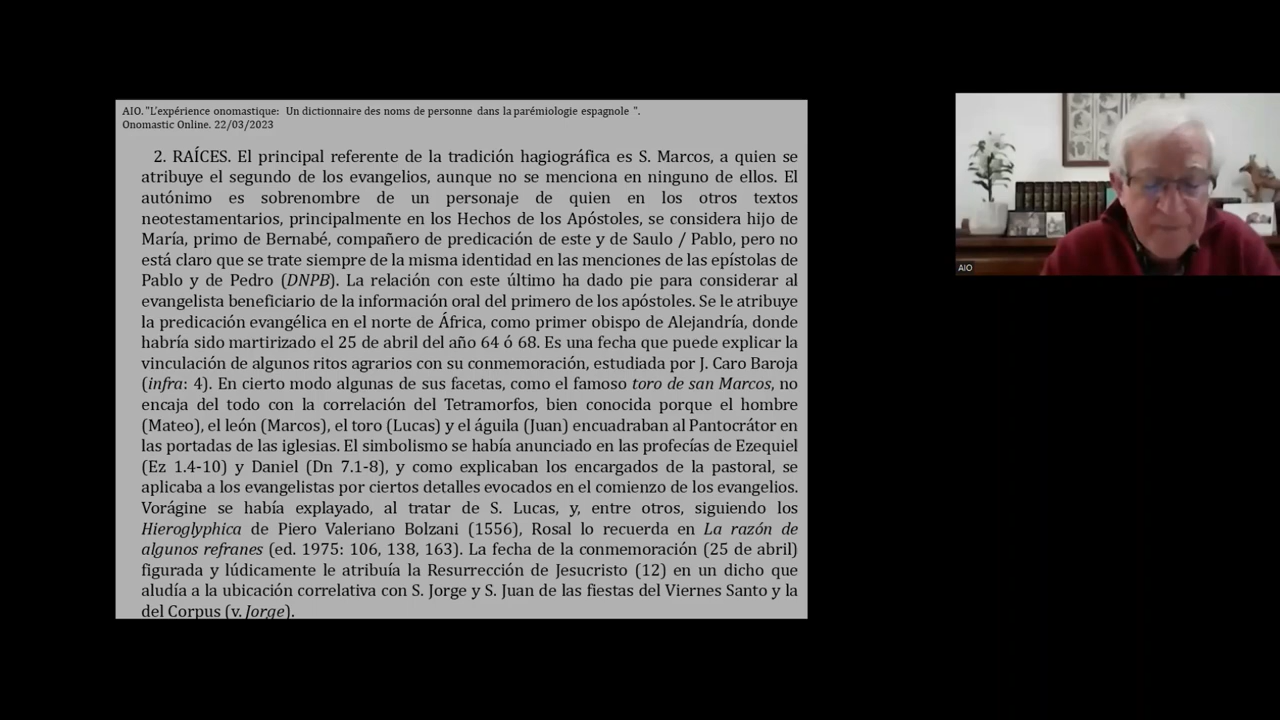 AIO. "L'expérience onomastique: Un dictionnaire des noms de personne dans la parémiologie espagnole ".
Onomastic Online. 22/03/2023
2. RAÍCES. El principal referente de la tradición hagiográfica es S. Marcos, a quien se
atribuye el segundo de los evangelios, aunque no se menciona en ninguno de ellos. El
autónimo es sobrenombre de un personaje de quien en los otros textos
neotestamentarios, principalmente en los Hechos de los Apóstoles, se considera hijo de
María, primo de Bernabé, compañero de predicación de este y de Saulo / Pablo, pero no
está claro que se trate siempre de la misma identidad en las menciones de las epístolas de
Pablo y de Pedro (DNPB). La relación con este último ha dado pie para considerar al
evangelista beneficiario de la información oral del primero de los apóstoles. Se le atribuye
la predicación evangélica en el norte de África, como primer obispo de Alejandría, donde
habría sido martirizado el 25 de abril del año 64 ó 68. Es una fecha que puede explicar la
vinculación de algunos ritos agrarios con su conmemoración, estudiada por J. Caro Baroja
(infra: 4). En cierto modo algunas de sus facetas, como el famoso toro de san Marcos, no
encaja del todo con la correlación del Tetramorfos, bien conocida porque el hombre
(Mateo), el león (Marcos), el toro (Lucas) y el águila (Juan) encuadraban al Pantocrátor en
las portadas de las iglesias. El simbolismo se había anunciado en las profecías de Ezequiel
(Ez 1.4-10) y Daniel (Dn 7.1-8), y como explicaban los encargados de la pastoral, se
aplicaba a los evangelistas por ciertos detalles evocados en el comienzo de los evangelios.
Vorágine se había explayado, al tratar de S. Lucas, y, entre otros, siguiendo los
Hieroglyphica de Piero Valeriano Bolzani (1556), Rosal lo recuerda en La razón de
algunos refranes (ed. 1975: 106, 138, 163). La fecha de la conmemoración (25 de abril)
figurada y lúdicamente le atribuía la Resurrección de Jesucristo (12) en un dicho que
aludía a la ubicación correlativa con S. Jorge y S. Juan de las fiestas del Viernes Santo y la
del Corpus (v. Jorge).
AIO